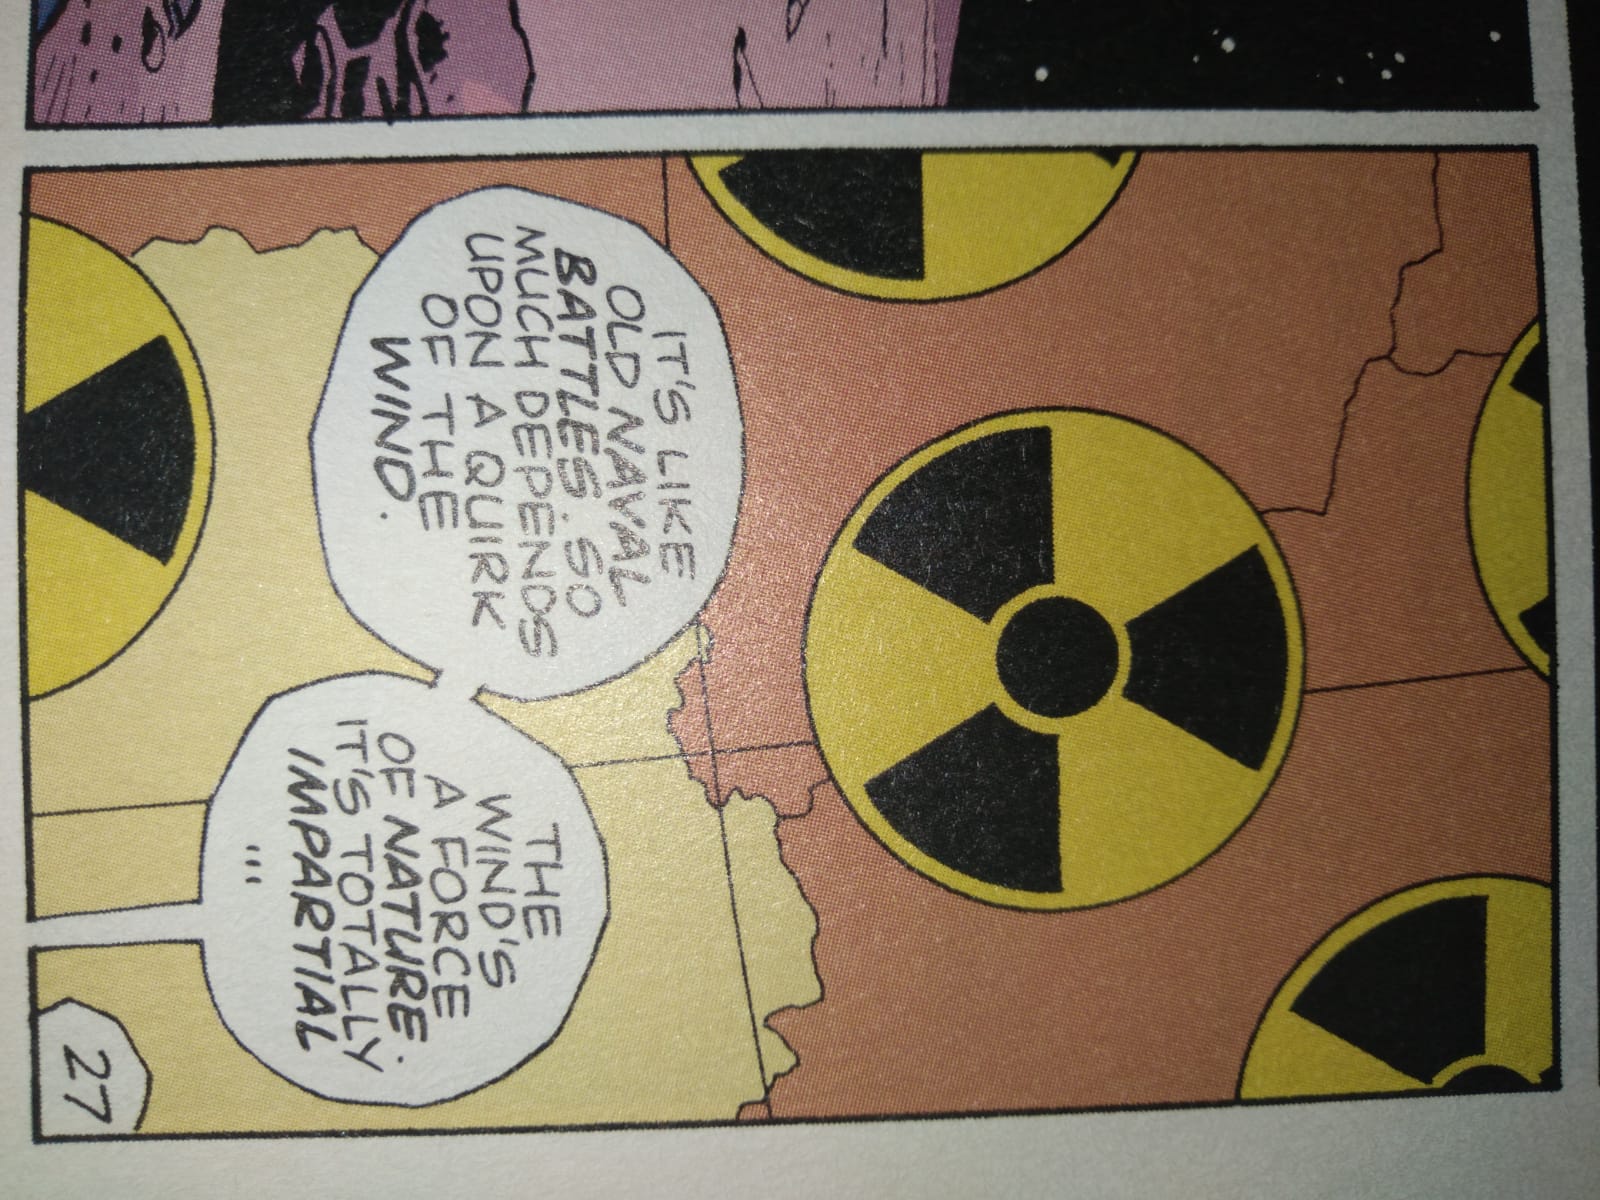 IT'S LIKE
OLD NAVAL
BATTLES. SO
MUCH DEPENDS
UPON A QUIRK
OF THE
WIND.
THE
WIND'S
A FORCE
OF NATURE.
IT'S TOTALLY
IMPARTIAL
...
27